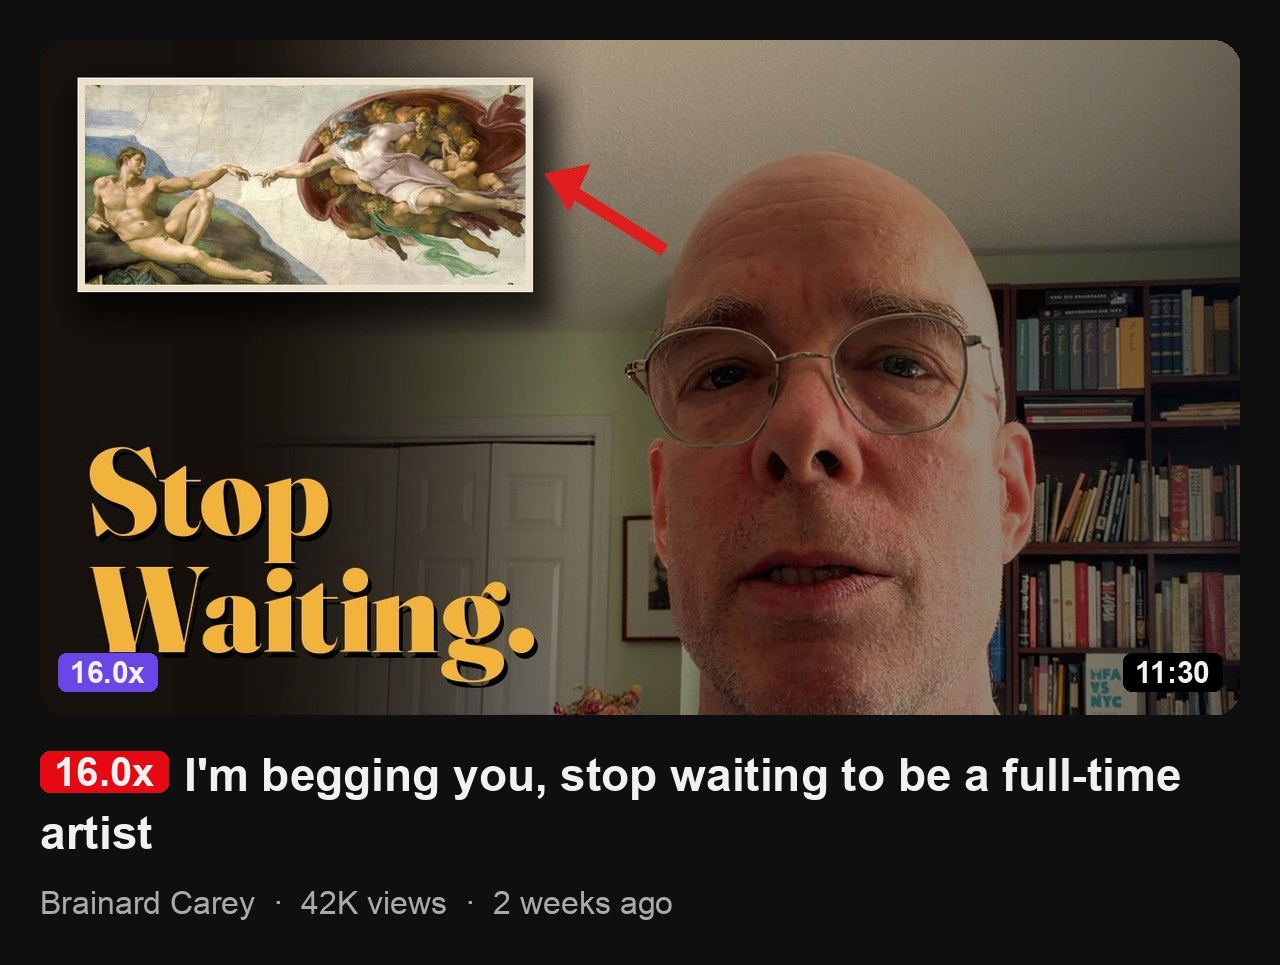 Stop
Waiting.
16.0x
MFA
VS
NYC
11:30
16.0x I'm begging you, stop waiting to be a full-time
artist
Brainard Carey · 42K views · 2 weeks ago